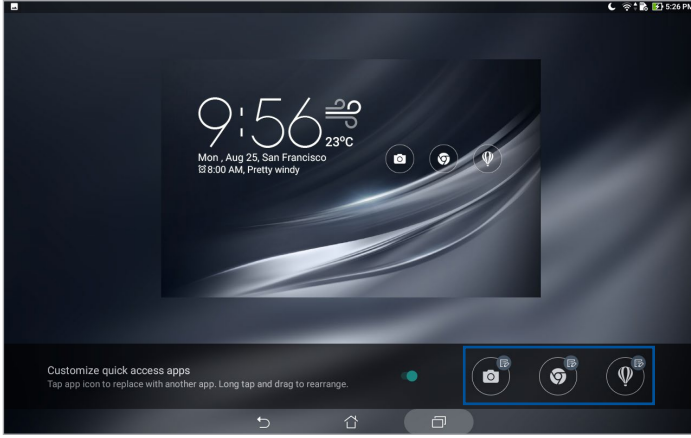 5:26 PM
9:56
23°C
Mon , Aug 25, San Francisco
8:00 AM, Pretty windy
Customize quick access apps
Tap app icon to replace with another app. Long tap and drag to rearrange.